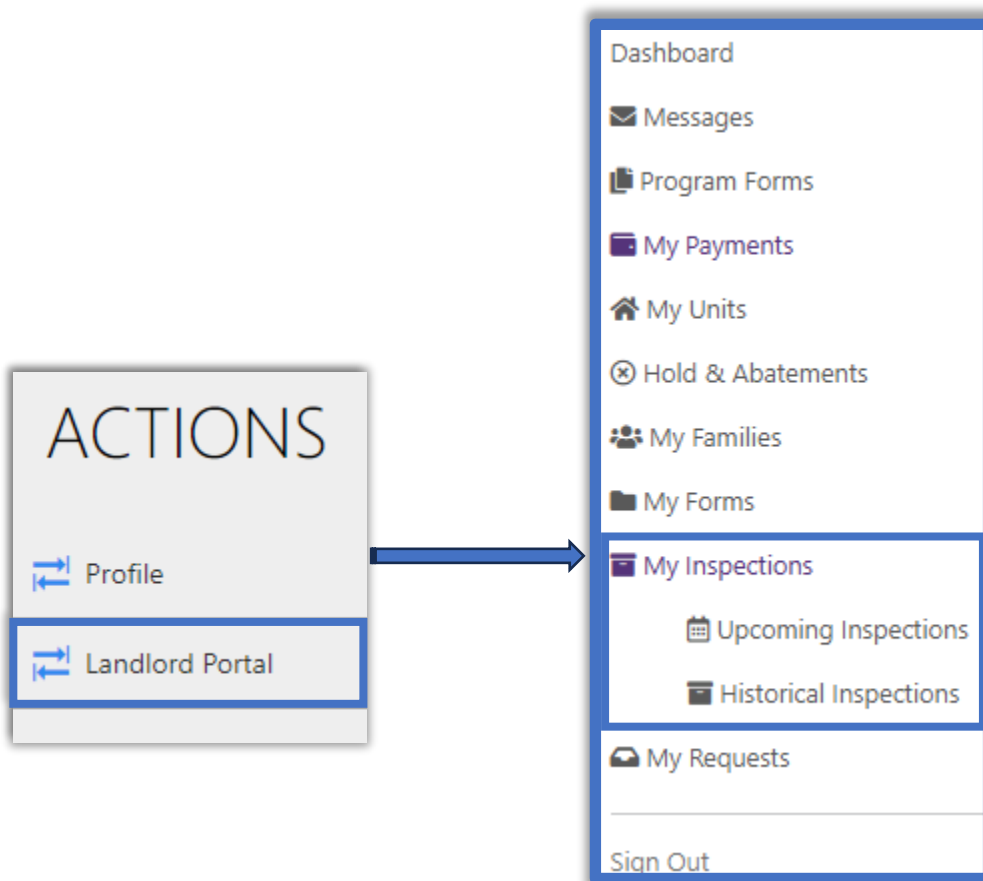 ACTIONS
Profile
Landlord Portal
Dashboard
Messages
Program Forms
My Payments
My Units
Hold & Abatements
My Families
My Forms
My Inspections
Upcoming Inspections
Historical Inspections
My Requests
Sign Out